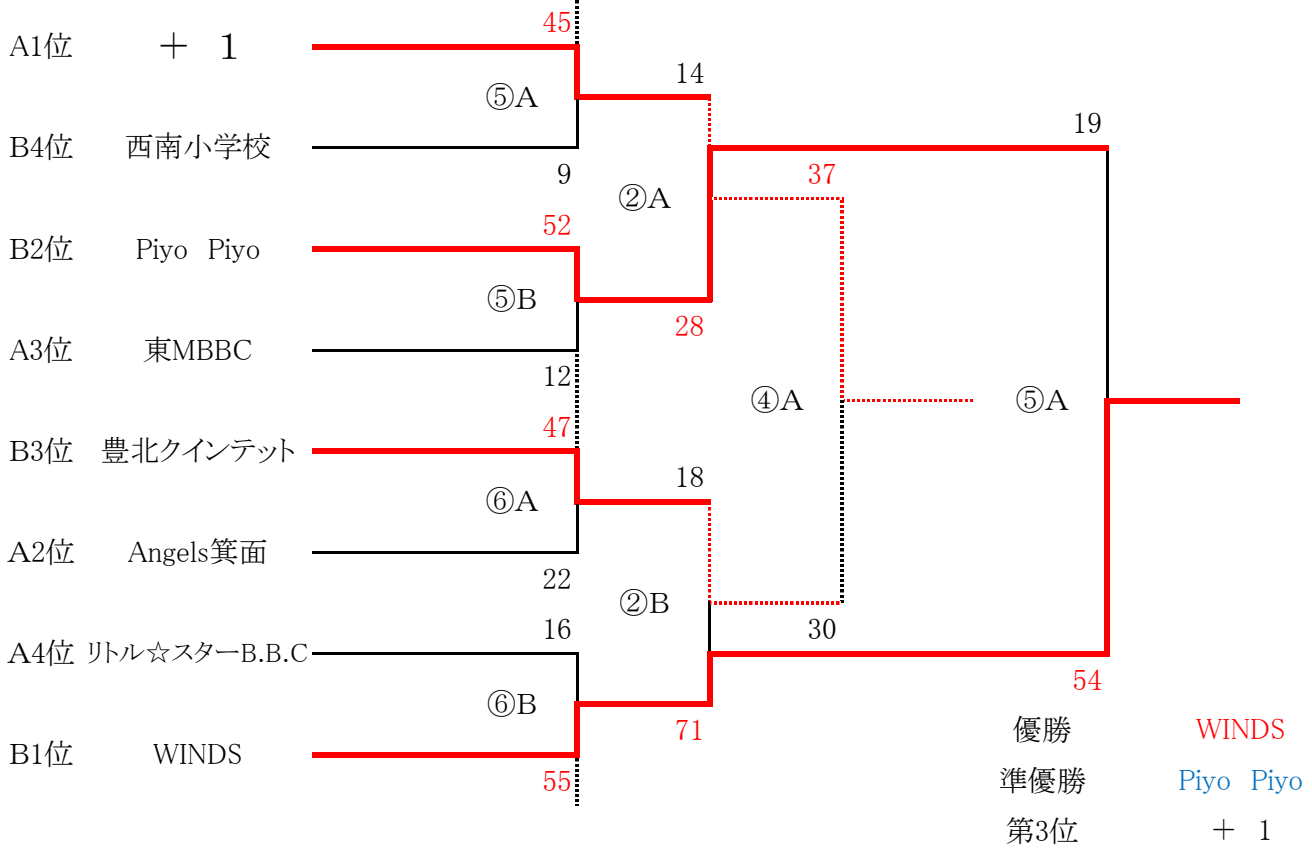 45
A1位 ＋ 1
14
⑤A
19
B4位 西南小学校
9
37
②A
52
B2位 Piyo Piyo
⑤B
28
A3位 東MBBC
12
④A
⑤A
47
B3位 豊北クインテット
18
⑥A
A2位 Angels箕面
22
②B
16
30
A4位 リトル☆スターB.B.C
54
⑥B
71
B1位 WINDS
55
優勝 WINDS
準優勝 Piyo Piyo
第3位 ＋ 1